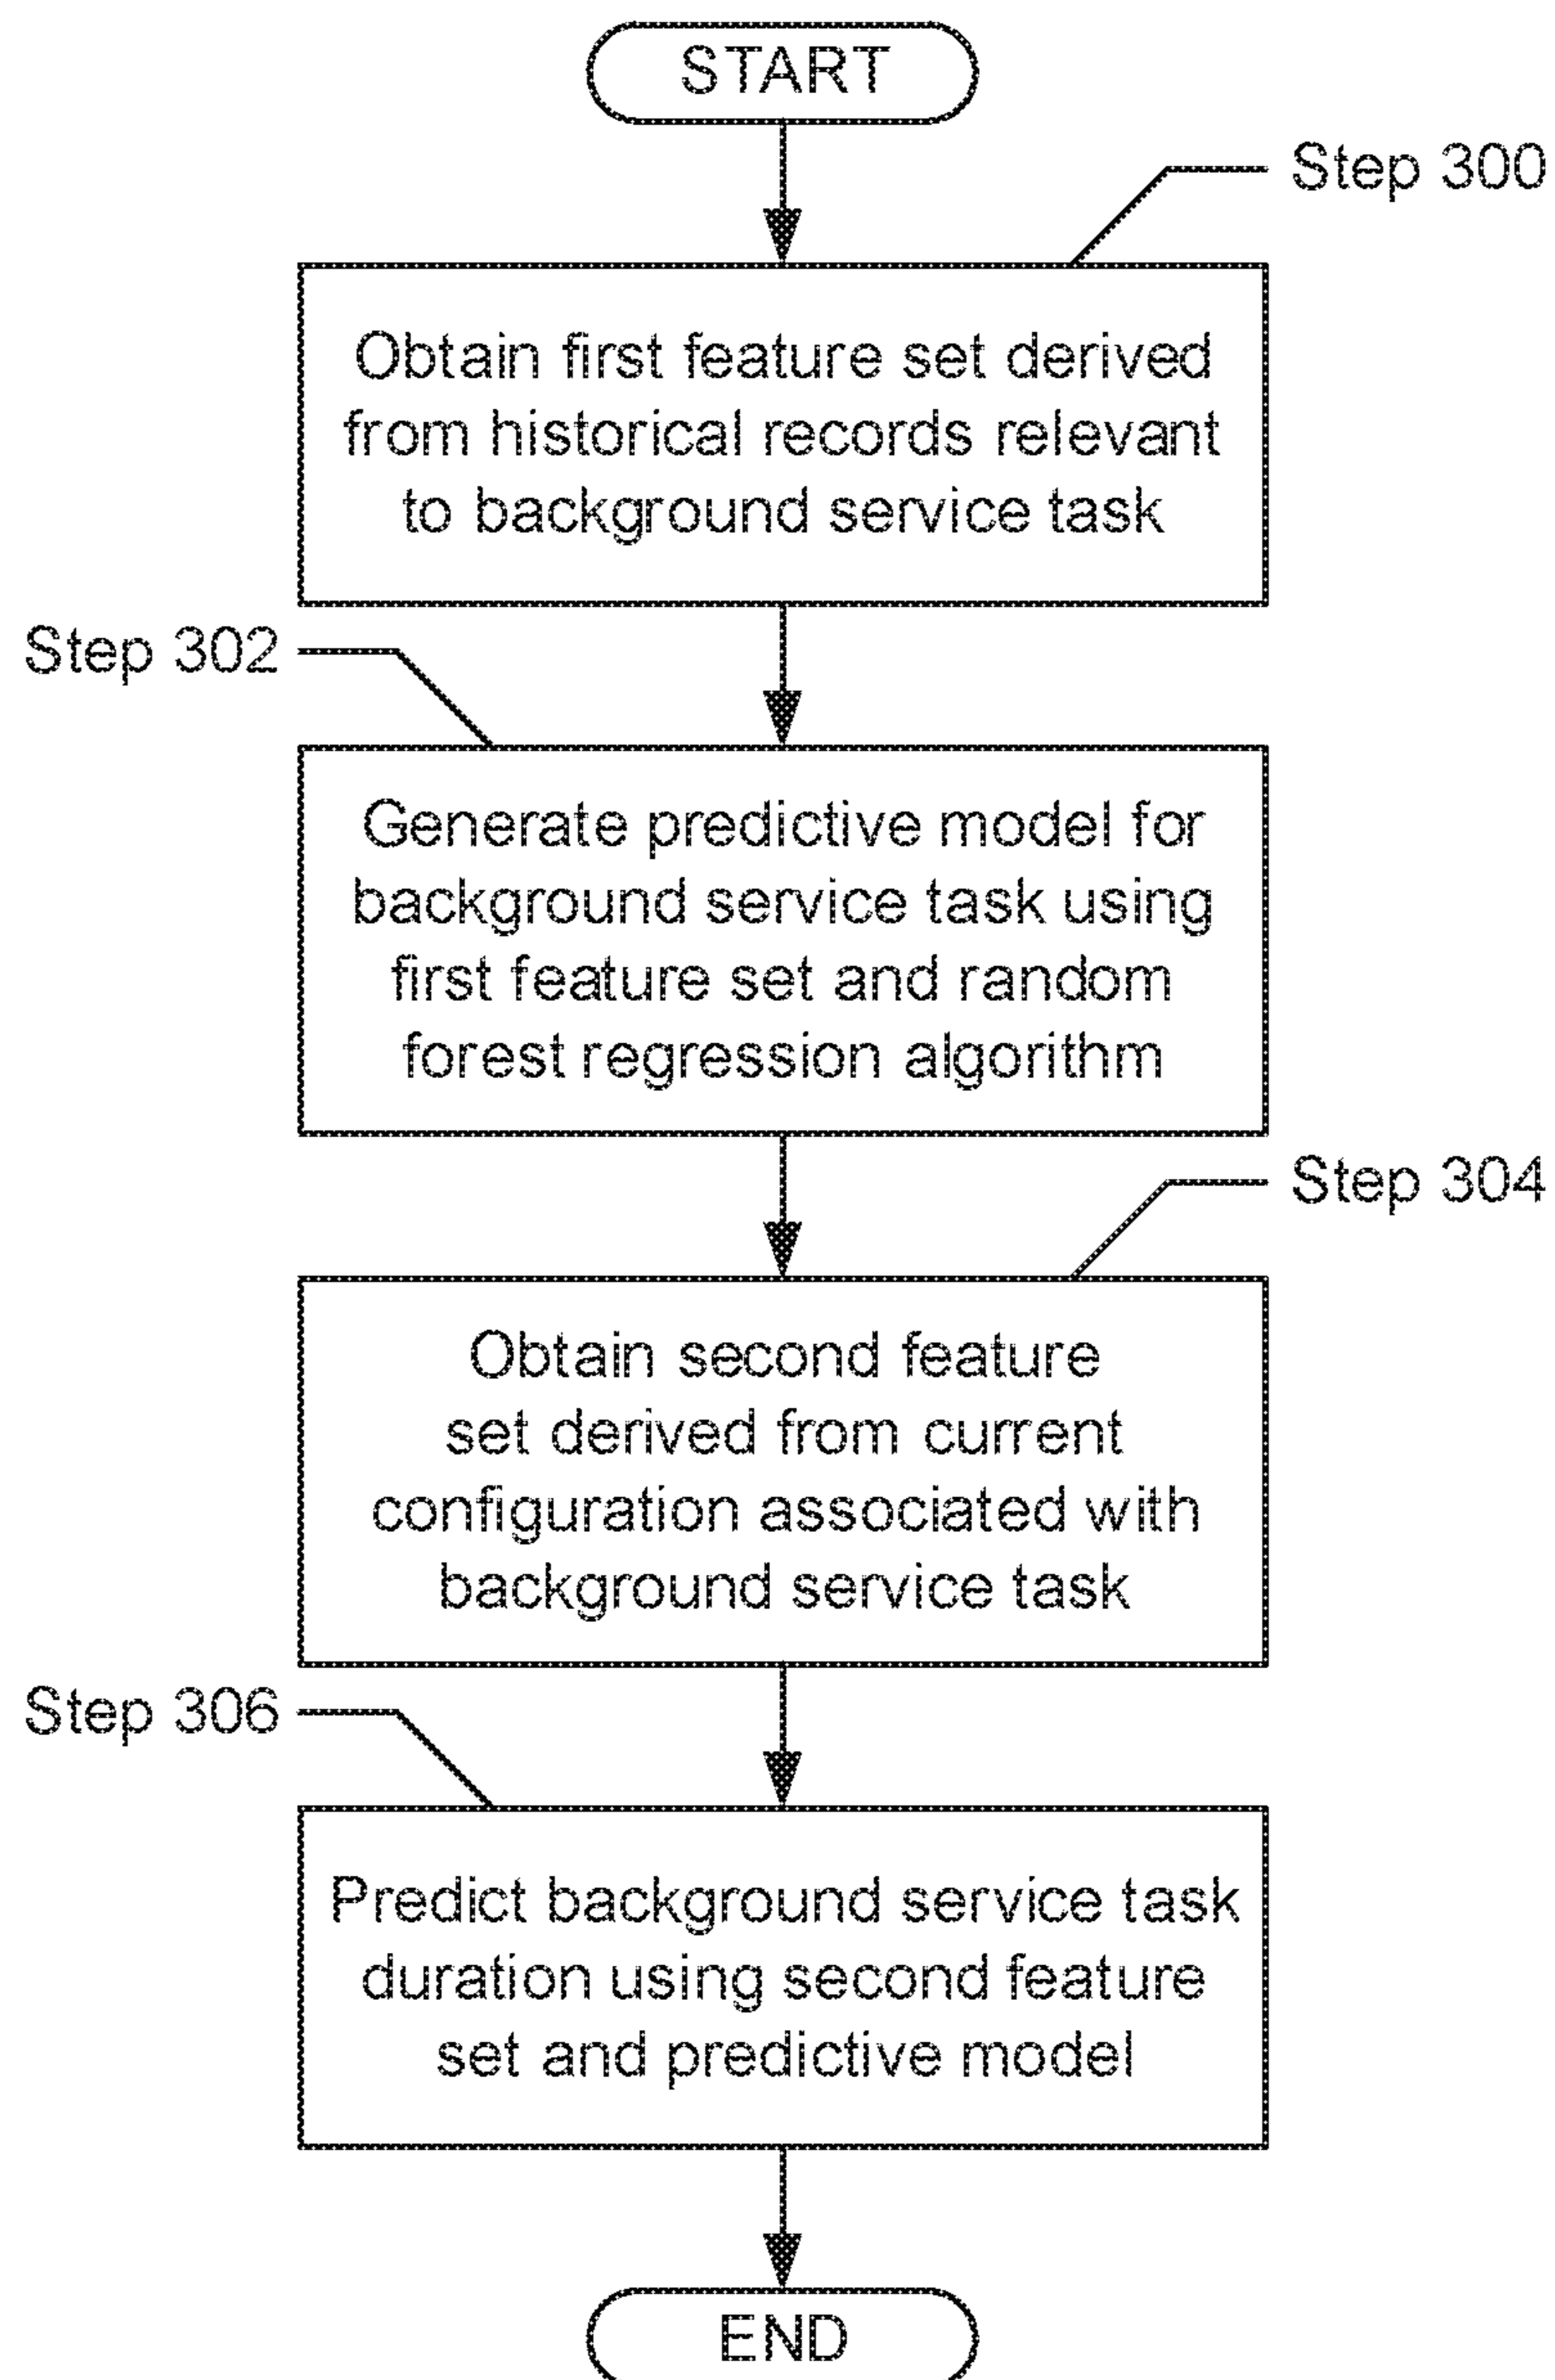 START
Step 300
Obtain first feature set derived
from historical records relevant
to background service task
Step 302
Generate predictive model for
background service task using
first feature set and random
forest regression algorithm
Step 304
Obtain second feature
set derived from current
configuration associated with
background service task
Step 306
Predict background service task
duration using second feature
set and predictive model
END